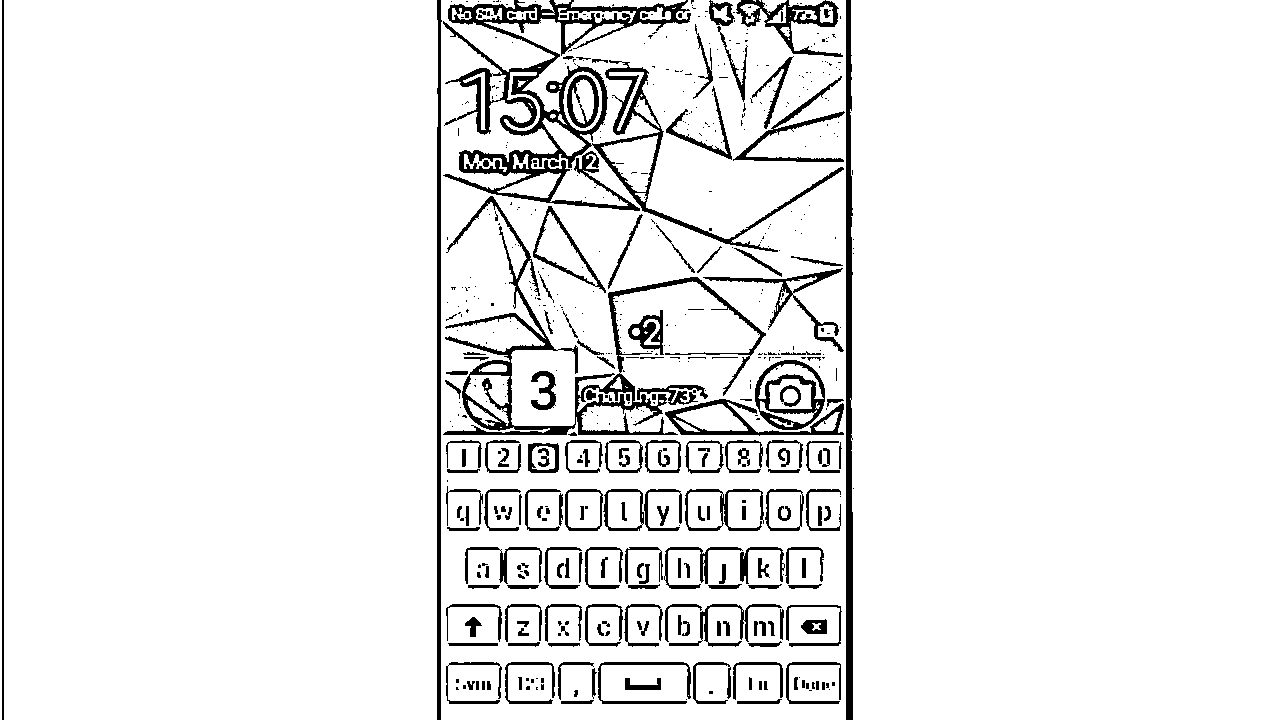 No SIM card – Emergency calls or 73%
15:07
Mon, March 12
2
3
Charging: 73%
1 2 3 4 5 6 7 8 9 0
q w e r t y u i o p
a s d f g h j k l
z x c v b n m
Sym 123 , . En Done